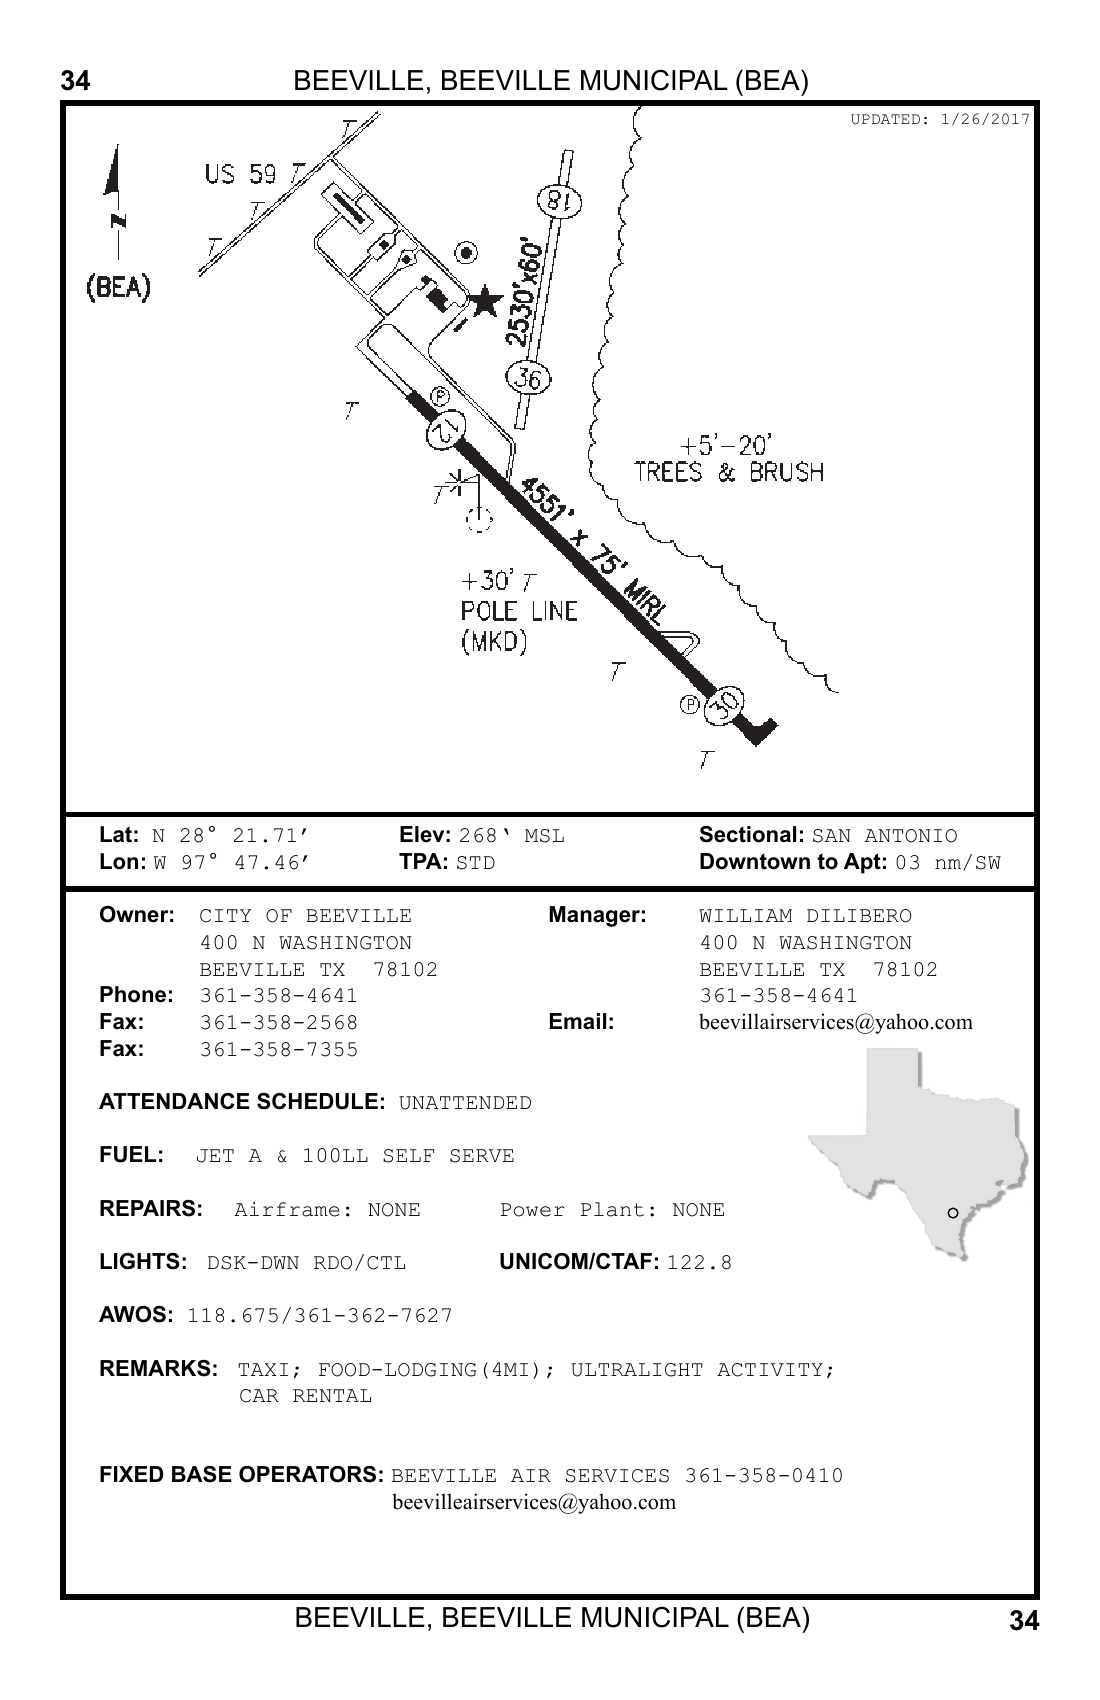 34 BEEVILLE, BEEVILLE MUNICIPAL (BEA)
UPDATED: 1/26/2017
T
US 59 T
T
T
N
(BEA)
18
2530'x60'
36
P
T
12
+5'-20'
TREES & BRUSH
T
4551' x 75' MIRL
+30' T
POLE LINE
(MKD)
T
P 30
T
Lat: N 28° 21.71′ Elev: 268‛ MSL Sectional: SAN ANTONIO
Lon: W 97° 47.46′ TPA: STD Downtown to Apt: 03 nm/SW
Owner: CITY OF BEEVILLE Manager: WILLIAM DILIBERO
400 N WASHINGTON 400 N WASHINGTON
BEEVILLE TX 78102 BEEVILLE TX 78102
Phone: 361-358-4641 361-358-4641
Fax: 361-358-2568 Email: beevillairservices@yahoo.com
Fax: 361-358-7355
ATTENDANCE SCHEDULE: UNATTENDED
FUEL: JET A & 100LL SELF SERVE
REPAIRS: Airframe: NONE Power Plant: NONE
LIGHTS: DSK-DWN RDO/CTL UNICOM/CTAF: 122.8
AWOS: 118.675/361-362-7627
REMARKS: TAXI; FOOD-LODGING(4MI); ULTRALIGHT ACTIVITY;
CAR RENTAL
FIXED BASE OPERATORS: BEEVILLE AIR SERVICES 361-358-0410
beevilleairservices@yahoo.com
BEEVILLE, BEEVILLE MUNICIPAL (BEA) 34